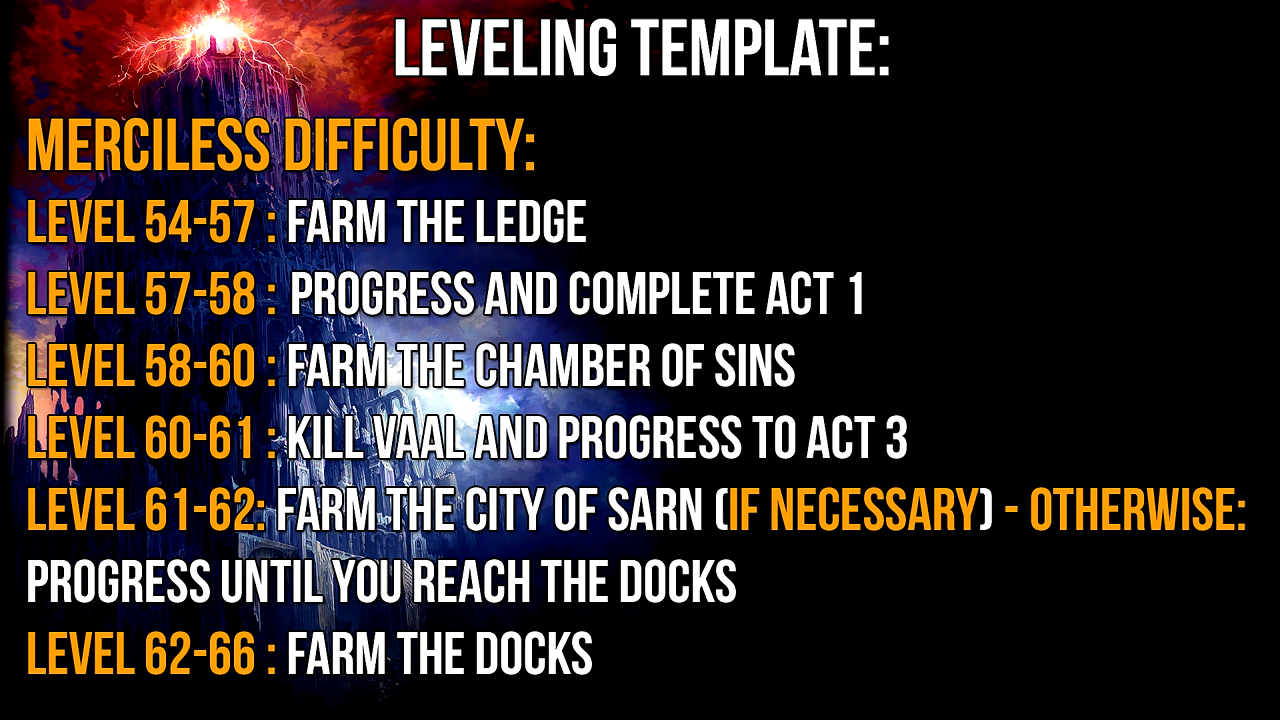 LEVELING TEMPLATE:
MERCILESS DIFFICULTY:
LEVEL 54-57 : FARM THE LEDGE
LEVEL 57-58 : PROGRESS AND COMPLETE ACT 1
LEVEL 58-60 : FARM THE CHAMBER OF SINS
LEVEL 60-61 : KILL VAAL AND PROGRESS TO ACT 3
LEVEL 61-62: FARM THE CITY OF SARN (IF NECESSARY) - OTHERWISE:
PROGRESS UNTIL YOU REACH THE DOCKS
LEVEL 62-66 : FARM THE DOCKS